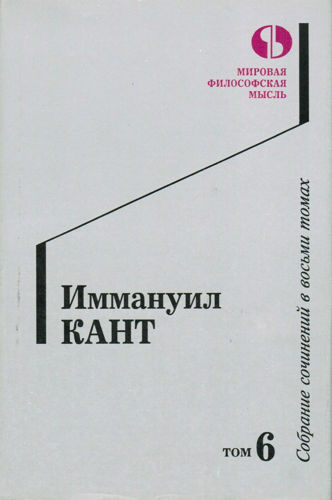 МИРОВАЯ
ФИЛОСОФСКАЯ
МЫСЛЬ
Иммануил
КАНТ
Собрание сочинений в восьми томах
том 6